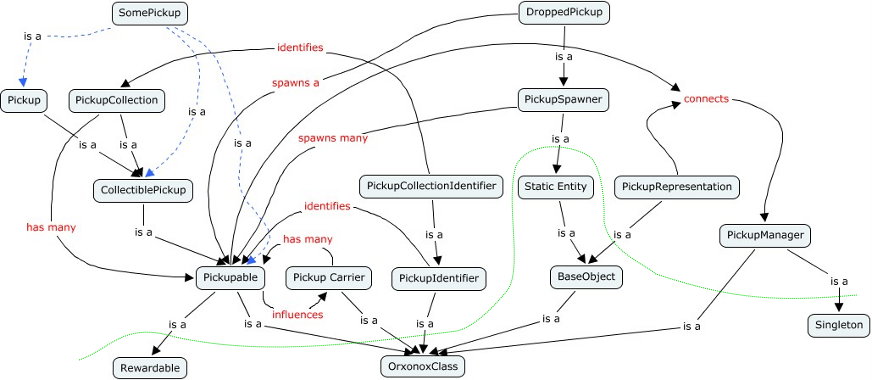 SomePickup
DroppedPickup
is a
identifies
is a
spawns a
Pickup
PickupCollection
PickupSpawner
connects
is a
is a
is a
is a
spawns many
is a
CollectiblePickup
PickupCollectionIdentifier
Static Entity
PickupRepresentation
identifies
has many
is a
has many
is a
is a
PickupManager
Pickupable
Pickup Carrier
PickupIdentifier
BaseObject
is a
influences
is a
is a
is a
is a
is a
is a
Singleton
Rewardable
OrxonoxClass